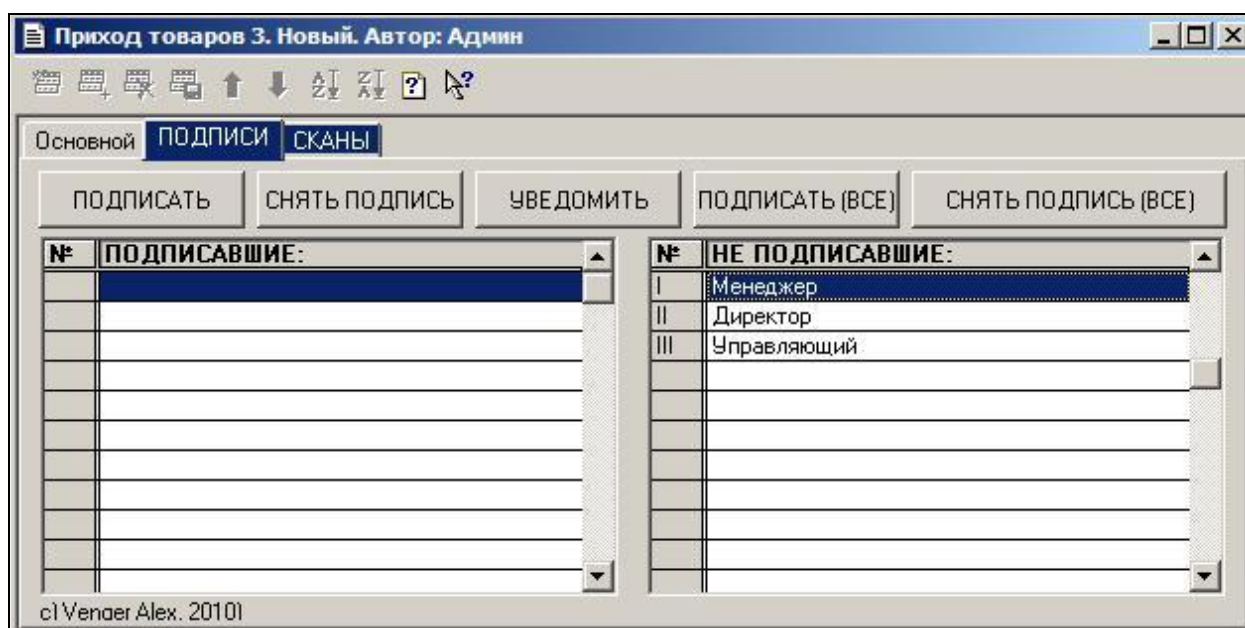 Приход товаров 3. Новый. Автор: Админ
Основной ПОДПИСИ СКАНЫ
ПОДПИСАТЬ СНЯТЬ ПОДПИСЬ УВЕДОМИТЬ ПОДПИСАТЬ (ВСЕ) СНЯТЬ ПОДПИСЬ (ВСЕ)
№ ПОДПИСАВШИЕ: № НЕ ПОДПИСАВШИЕ:
I Менеджер
II Директор
III Управляющий
c) Venger Alex. 2010)